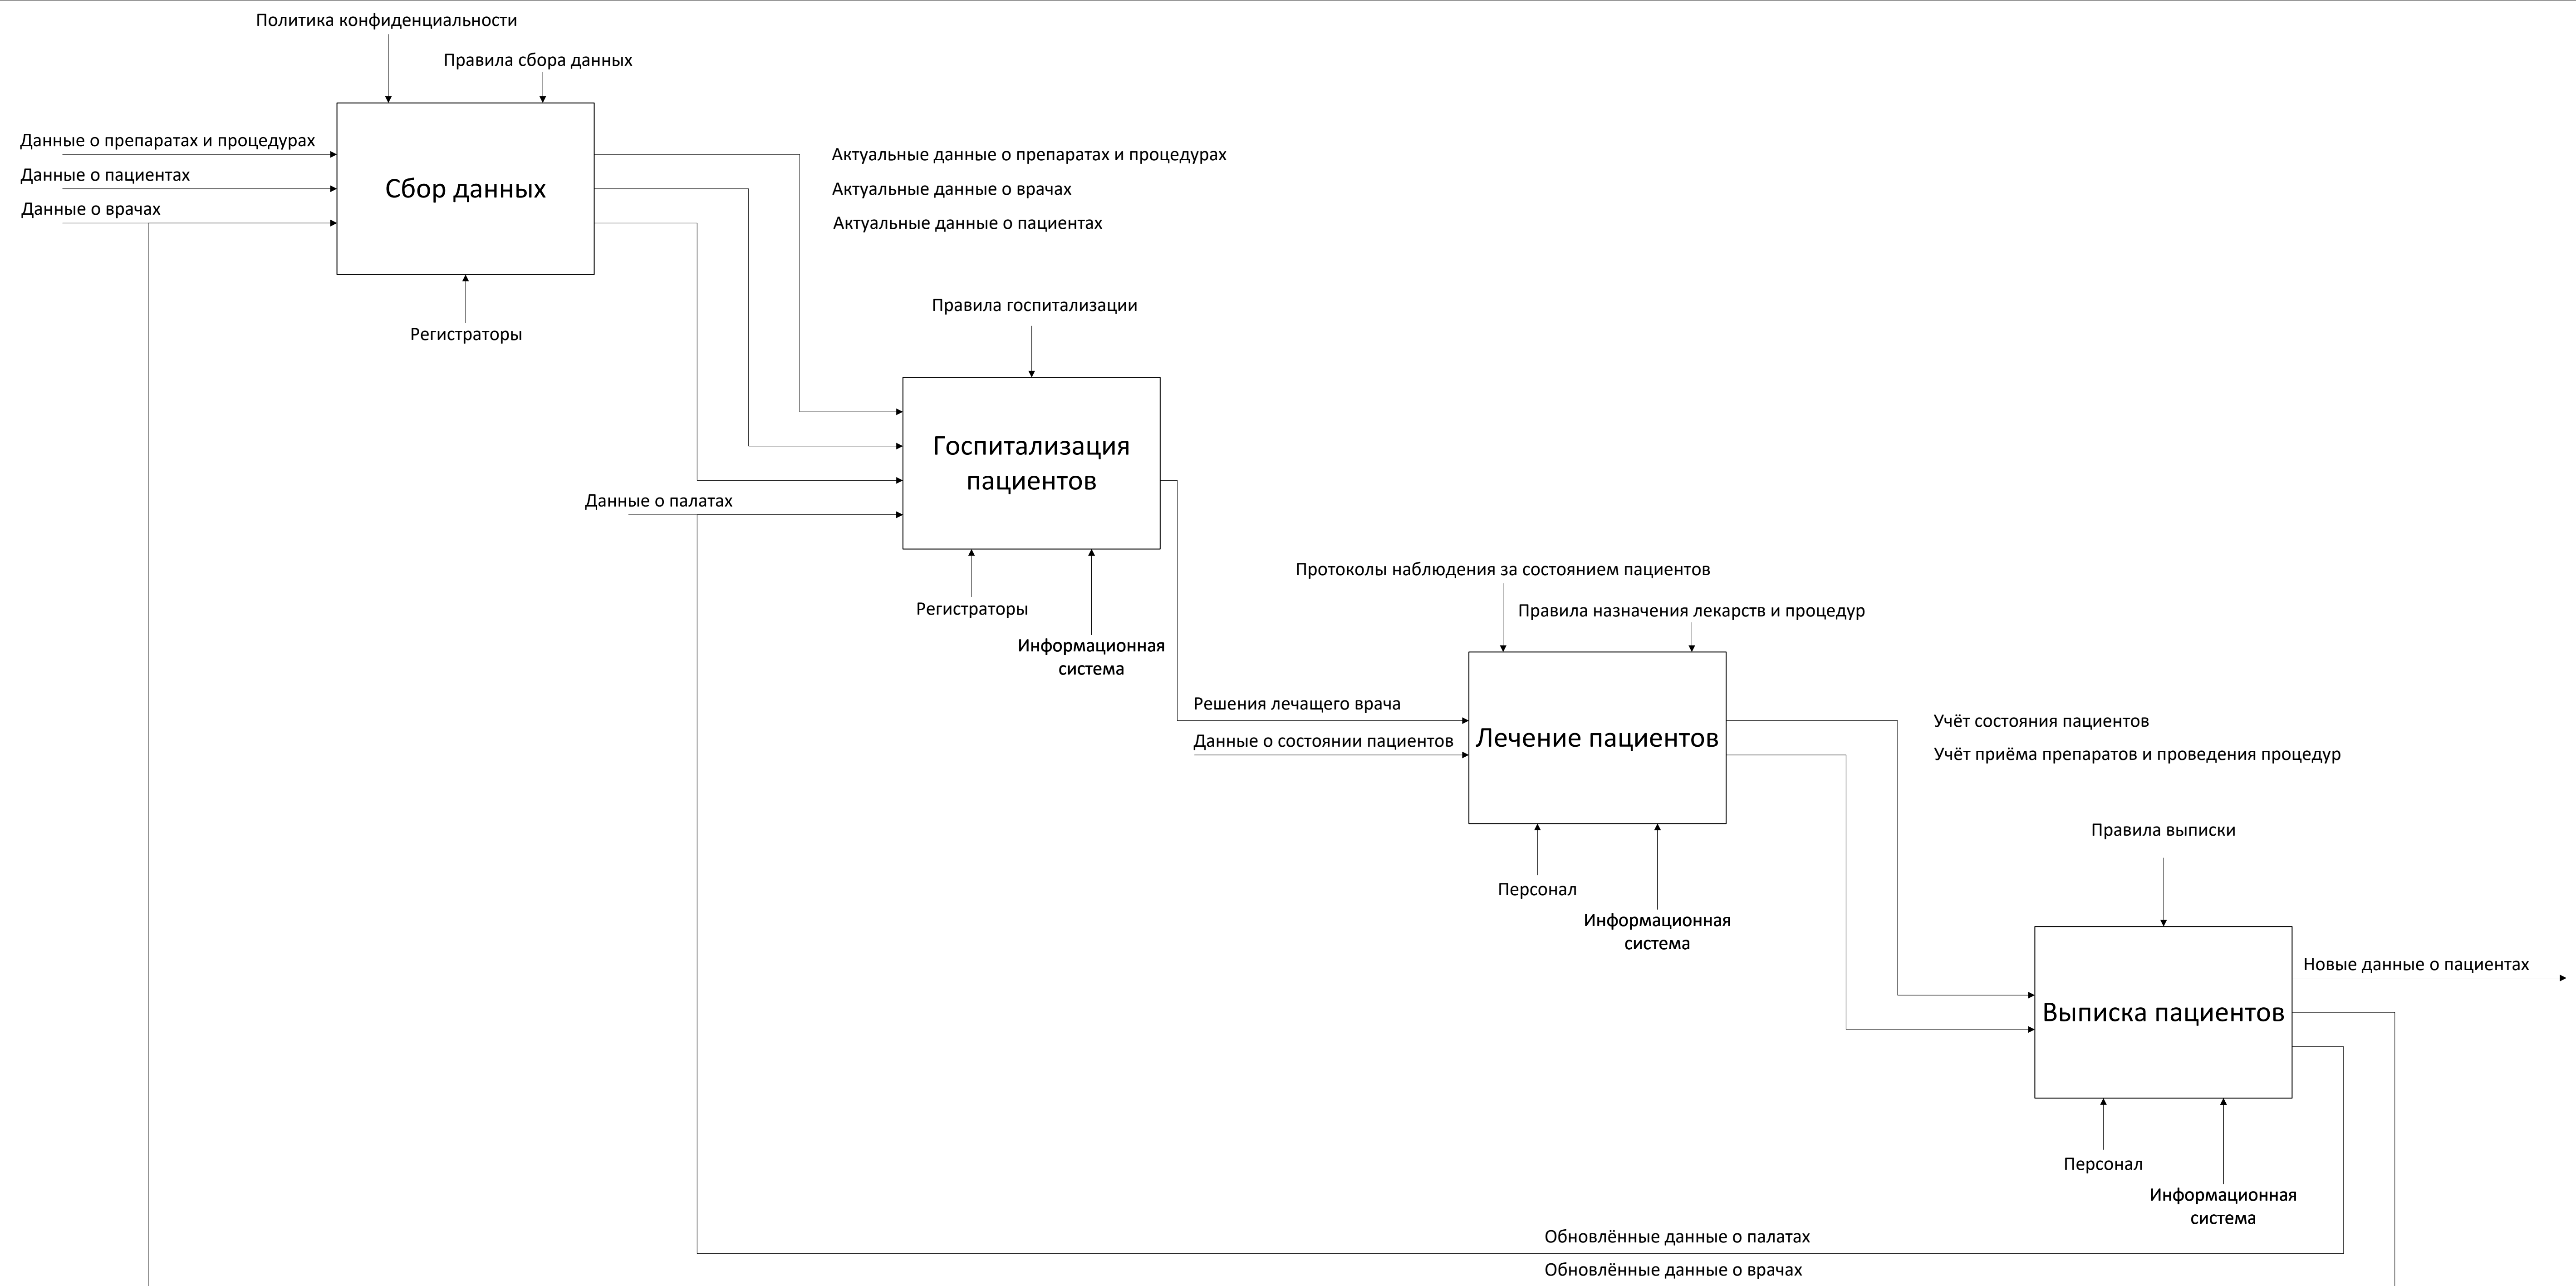 Политика конфиденциальности
Правила сбора данных
Данные о препаратах и процедурах
Данные о пациентах
Данные о врачах
Сбор данных
Актуальные данные о препаратах и процедурах
Актуальные данные о врачах
Актуальные данные о пациентах
Регистраторы
Правила госпитализации
Госпитализация
пациентов
Данные о палатах
Регистраторы
Информационная
система
Протоколы наблюдения за состоянием пациентов
Правила назначения лекарств и процедур
Решения лечащего врача
Данные о состоянии пациентов
Лечение пациентов
Учёт состояния пациентов
Учёт приёма препаратов и проведения процедур
Персонал
Информационная
система
Правила выписки
Выписка пациентов
Новые данные о пациентах
Персонал
Информационная
система
Обновлённые данные о палатах
Обновлённые данные о врачах